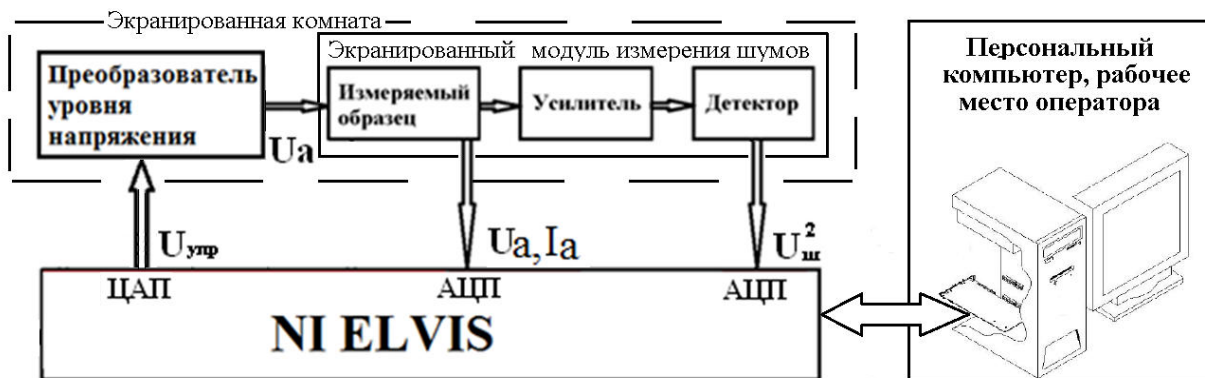 Экранированная комната
Экранированный модуль измерения шумов
Преобразователь
уровня
напряжения
Измеряемый
образец
Усилитель
Детектор
Ua
Uупр
Ua,Ia
U²ш
ЦАП
АЦП
АЦП
NI ELVIS
Персональный
компьютер, рабочее
место оператора